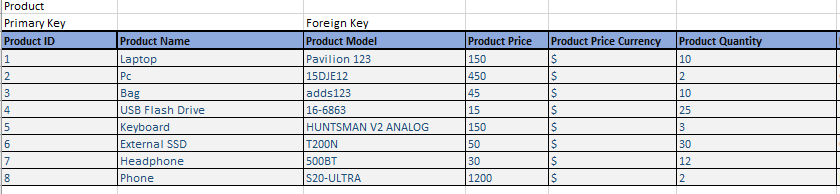 Product
Primary Key Foreign Key
Product ID Product Name Product Model Product Price Product Price Currency Product Quantity
1 Laptop Pavilion 123 150 $ 10
2 Pc 15DJE12 450 $ 2
3 Bag adds123 45 $ 10
4 USB Flash Drive 16-6863 15 $ 25
5 Keyboard HUNTSMAN V2 ANALOG 150 $ 3
6 External SSD T200N 50 $ 30
7 Headphone 500BT 30 $ 12
8 Phone S20-ULTRA 1200 $ 2